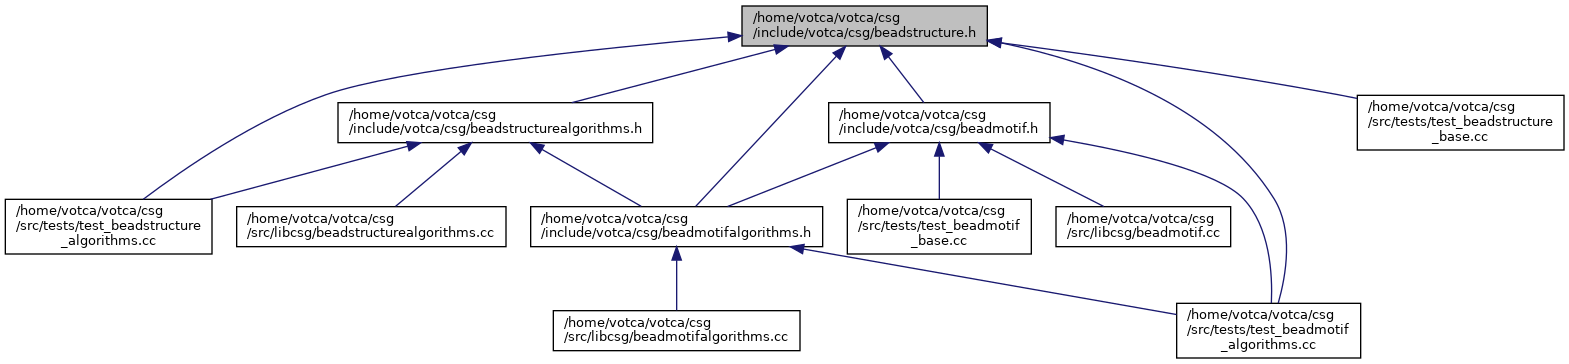 /home/votca/votca/csg
/include/votca/csg/beadstructure.h
/home/votca/votca/csg
/include/votca/csg/beadstructurealgorithms.h
/home/votca/votca/csg
/include/votca/csg/beadmotif.h
/home/votca/votca/csg
/src/tests/test_beadstructure
_base.cc
/home/votca/votca/csg
/src/tests/test_beadstructure
_algorithms.cc
/home/votca/votca/csg
/src/libcsg/beadstructurealgorithms.cc
/home/votca/votca/csg
/include/votca/csg/beadmotifalgorithms.h
/home/votca/votca/csg
/src/tests/test_beadmotif
_base.cc
/home/votca/votca/csg
/src/libcsg/beadmotif.cc
/home/votca/votca/csg
/src/libcsg/beadmotifalgorithms.cc
/home/votca/votca/csg
/src/tests/test_beadmotif
_algorithms.cc